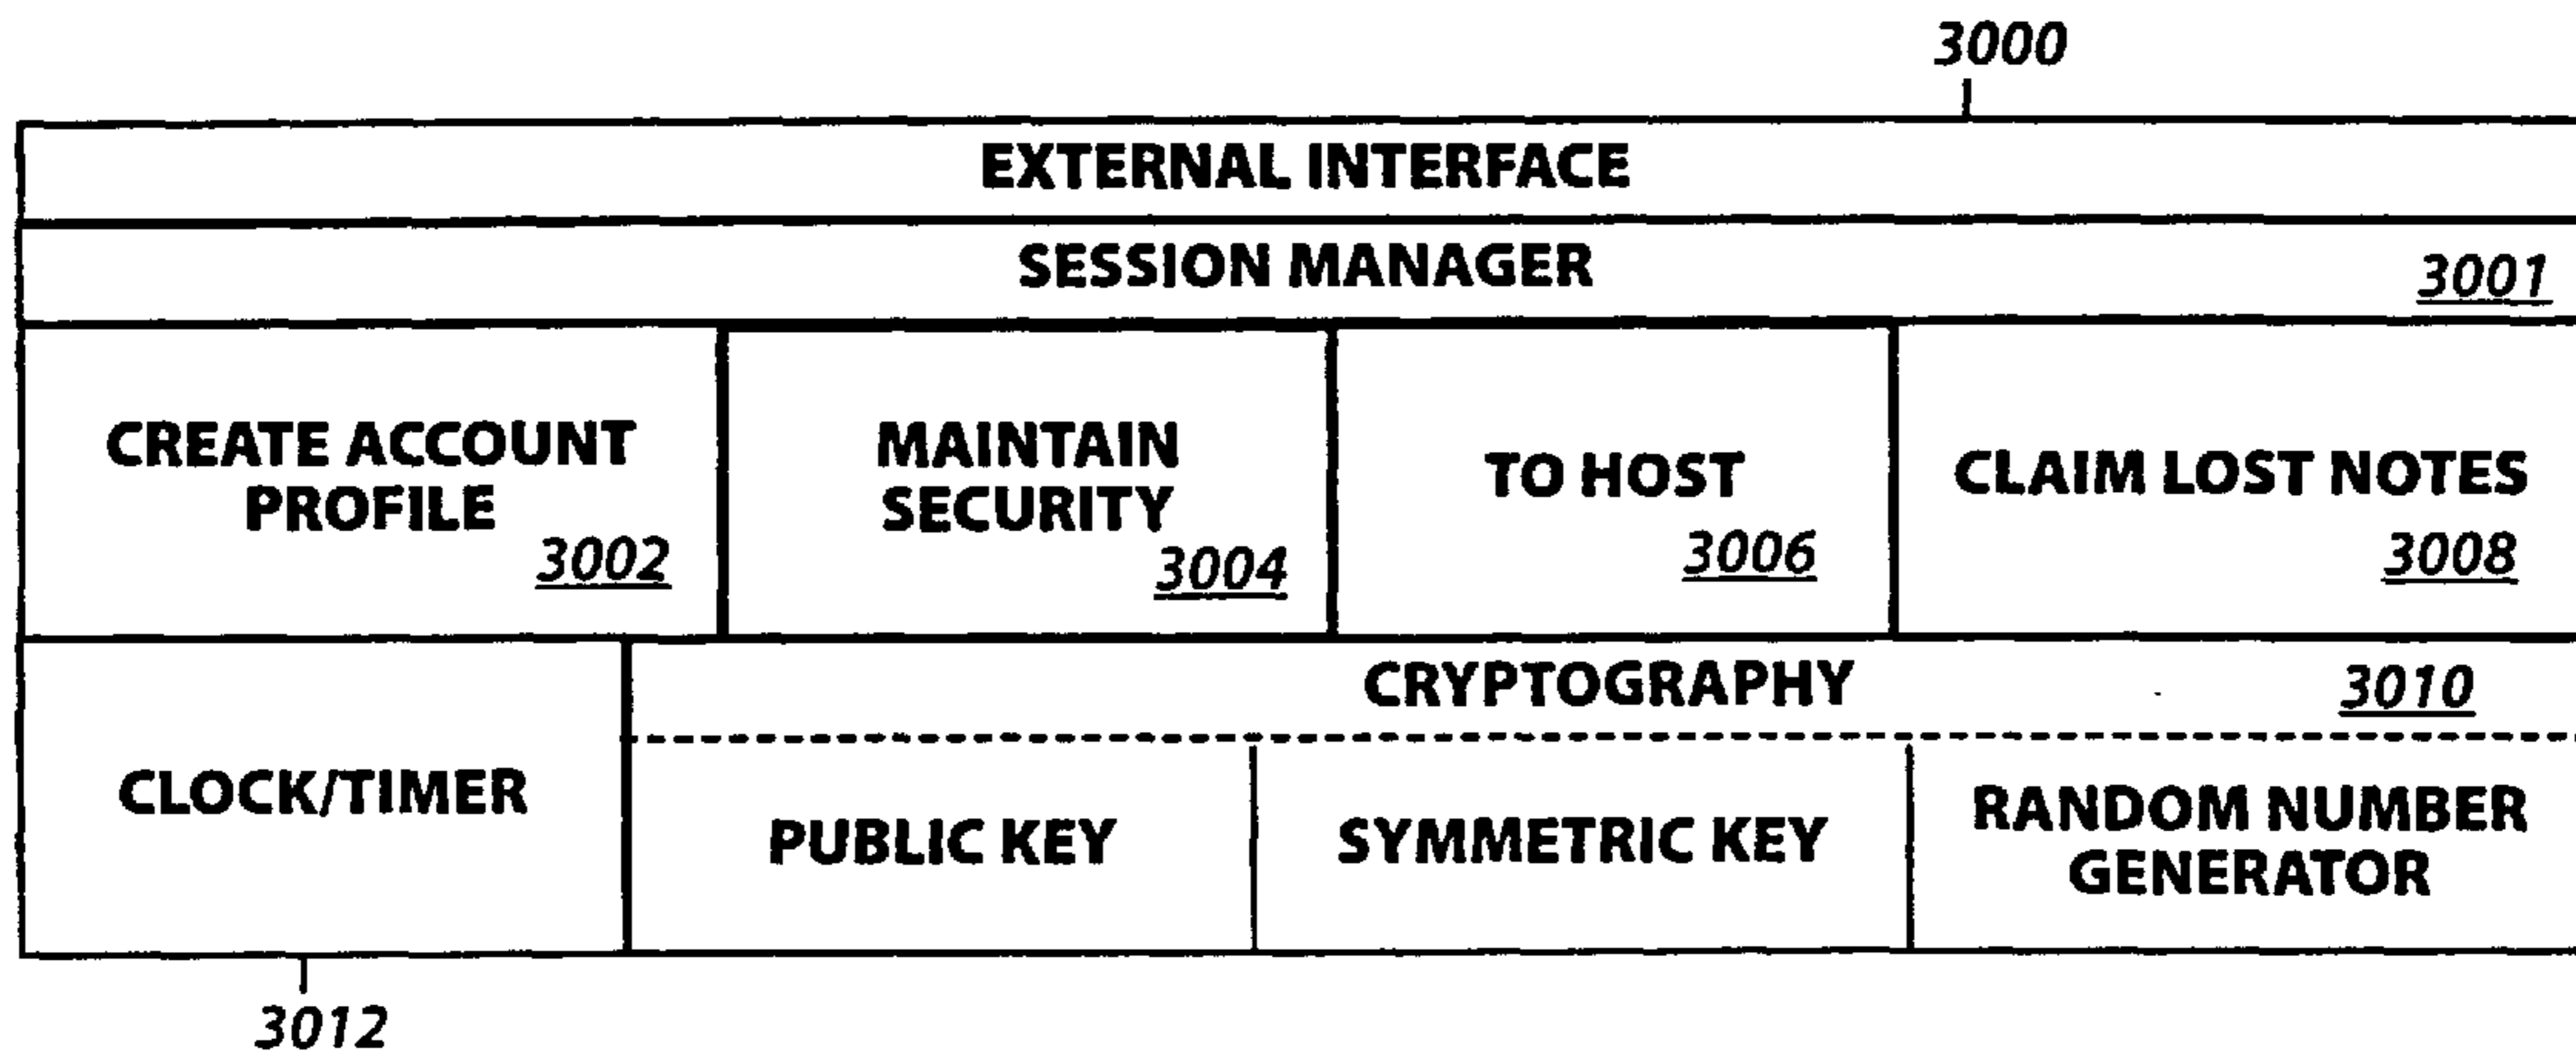 3000
EXTERNAL INTERFACE
SESSION MANAGER
3001
CREATE ACCOUNT
PROFILE
3002
MAINTAIN
SECURITY
3004
TO HOST
3006
CLAIM LOST NOTES
3008
CLOCK/TIMER
CRYPTOGRAPHY
3010
PUBLIC KEY
SYMMETRIC KEY
RANDOM NUMBER
GENERATOR
3012